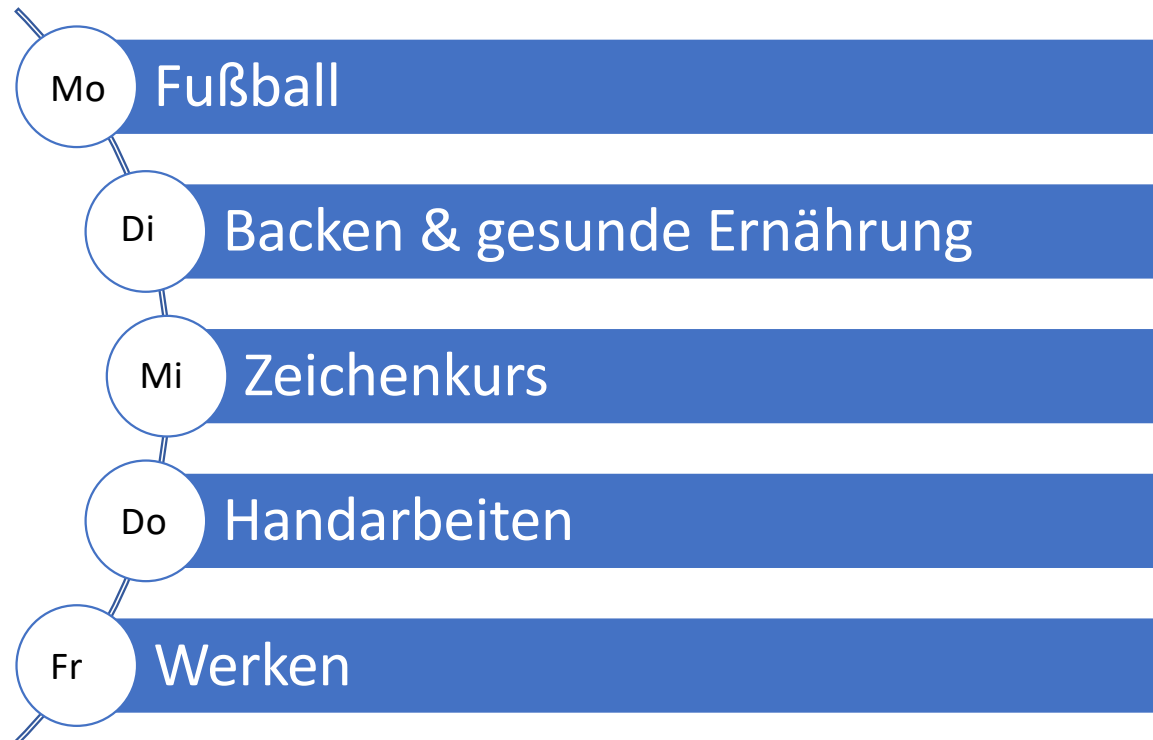 Mo Fußball
Di Backen & gesunde Ernährung
Mi Zeichenkurs
Do Handarbeiten
Fr Werken